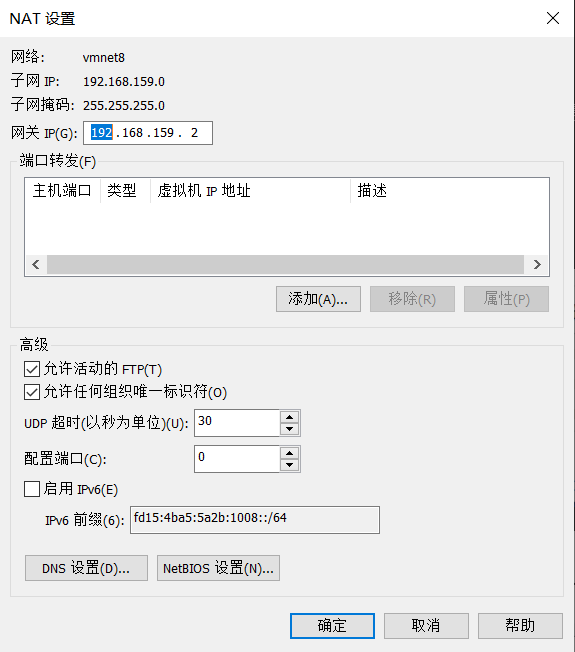 NAT 设置
网络: vmnet8
子网 IP: 192.168.159.0
子网掩码: 255.255.255.0
网关 IP(G): 192 . 168 . 159 . 2
端口转发(F)
主机端口 类型 虚拟机 IP 地址 描述
添加(A)... 移除(R) 属性(P)
高级
允许活动的 FTP(T)
允许任何组织唯一标识符(O)
UDP 超时(以秒为单位)(U): 30
配置端口(C): 0
启用 IPv6(E)
IPv6 前缀(6): fd15:4ba5:5a2b:1008::/64
DNS 设置(D)... NetBIOS 设置(N)...
确定 取消 帮助